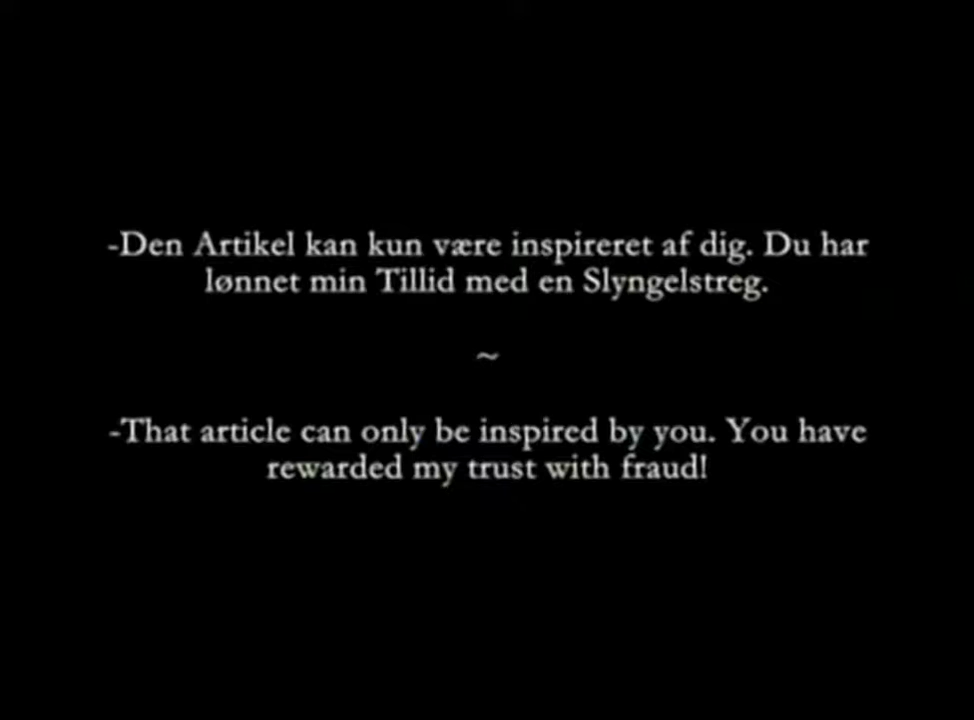 -Den Artikel kan kun være inspireret af dig. Du har
lønnet min Tillid med en Slyngelstreg.
~
-That article can only be inspired by you. You have
rewarded my trust with fraud!